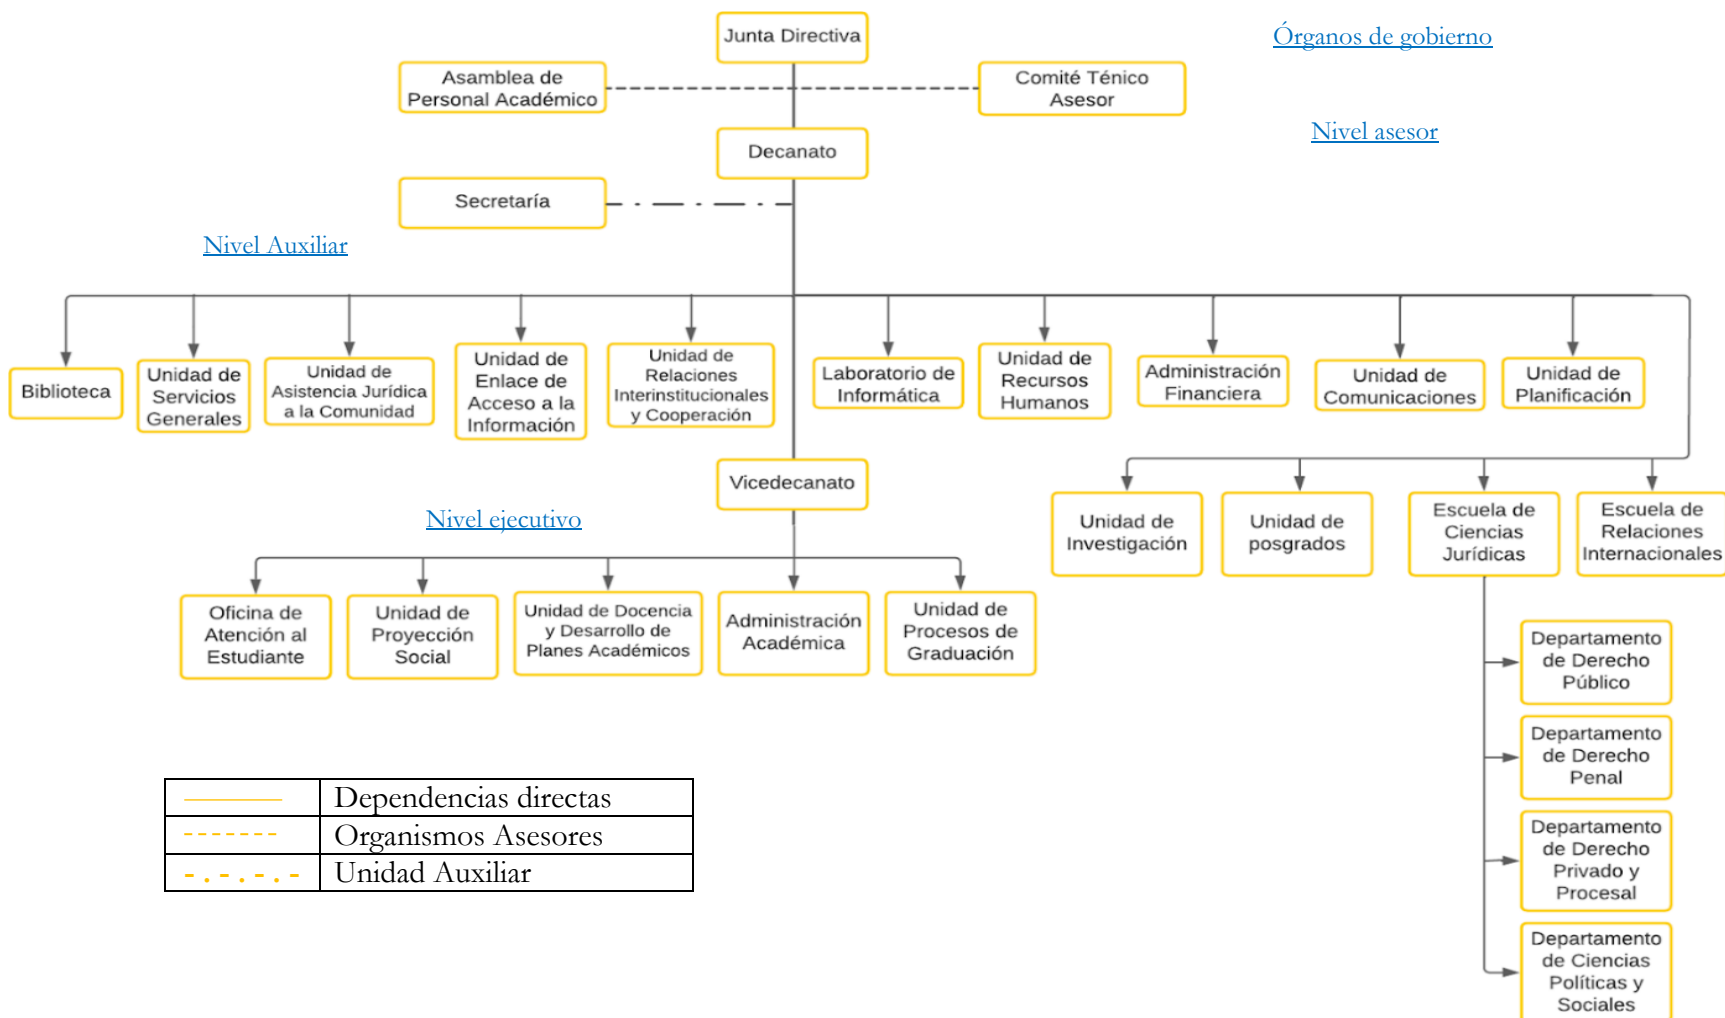 Junta Directiva
Órganos de gobierno
Asamblea de
Personal Académico
Comité Ténico
Asesor
Nivel asesor
Decanato
Secretaría
Nivel Auxiliar
Biblioteca
Unidad de
Servicios
Generales
Unidad de
Asistencia Jurídica
a la Comunidad
Unidad de
Enlace de
Acceso a la
Información
Unidad de
Relaciones
Interinstitucionales
y Cooperación
Laboratorio de
Informática
Unidad de
Recursos
Humanos
Administración
Financiera
Unidad de
Comunicaciones
Unidad de
Planificación
Vicedecanato
Nivel ejecutivo
Unidad de
Investigación
Unidad de
posgrados
Escuela de
Ciencias
Jurídicas
Escuela de
Relaciones
Internacionales
Oficina de
Atención al
Estudiante
Unidad de
Proyección
Social
Unidad de Docencia
y Desarrollo de
Planes Académicos
Administración
Académica
Unidad de
Procesos de
Graduación
Departamento
de Derecho
Público
Departamento
de Derecho
Penal
Departamento
de Derecho
Privado y
Procesal
Departamento
de Ciencias
Políticas y
Sociales
Dependencias directas
Organismos Asesores
Unidad Auxiliar